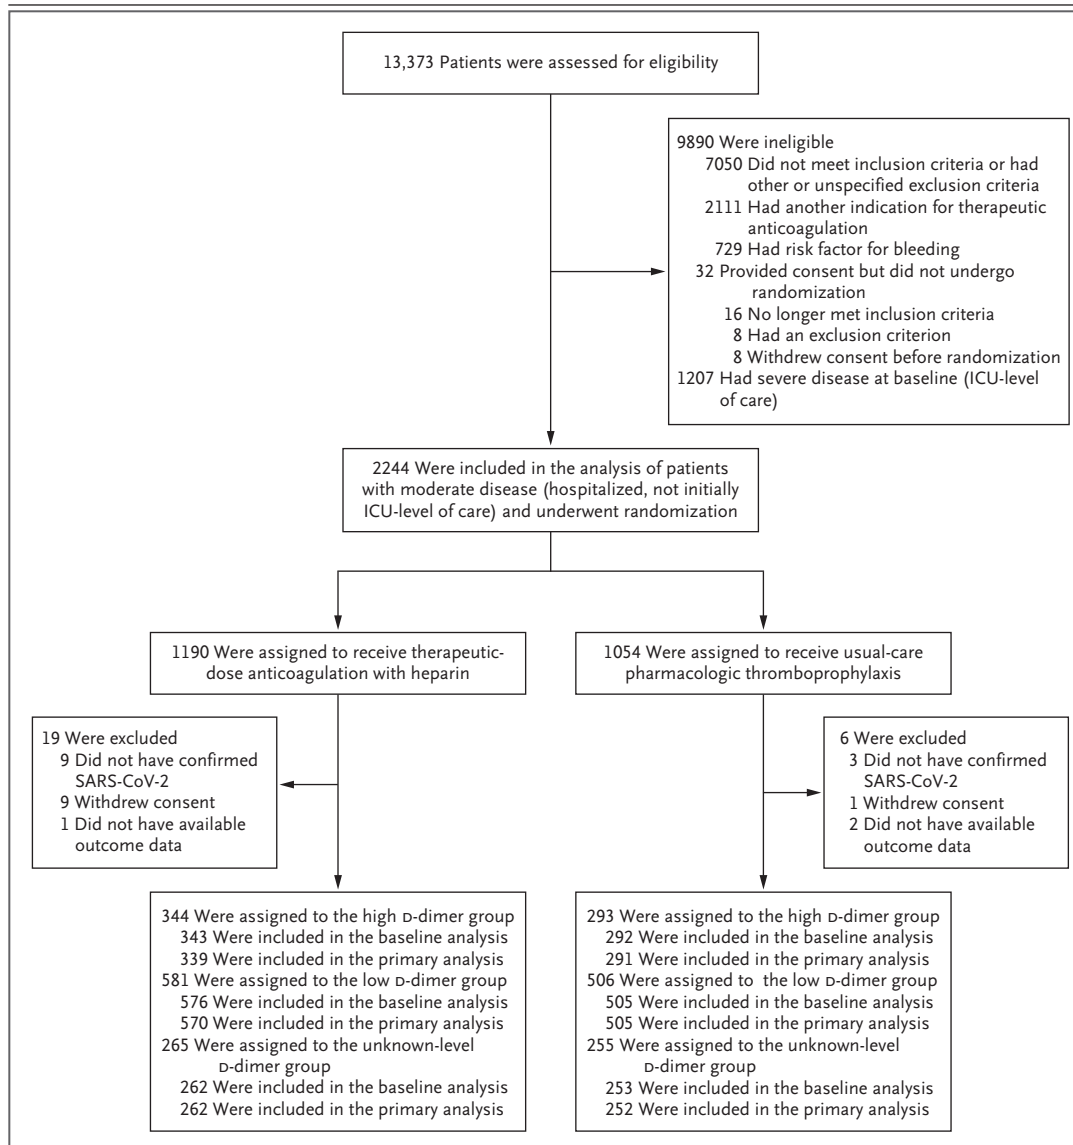 13,373 Patients were assessed for eligibility
9890 Were ineligible
7050 Did not meet inclusion criteria or had
other or unspecified exclusion criteria
2111 Had another indication for therapeutic
anticoagulation
729 Had risk factor for bleeding
32 Provided consent but did not undergo
randomization
16 No longer met inclusion criteria
8 Had an exclusion criterion
8 Withdrew consent before randomization
1207 Had severe disease at baseline (ICU-level
of care)
2244 Were included in the analysis of patients
with moderate disease (hospitalized, not initially
ICU-level of care) and underwent randomization
1190 Were assigned to receive therapeutic-
dose anticoagulation with heparin
1054 Were assigned to receive usual-care
pharmacologic thromboprophylaxis
19 Were excluded
9 Did not have confirmed
SARS-CoV-2
9 Withdrew consent
1 Did not have available
outcome data
6 Were excluded
3 Did not have confirmed
SARS-CoV-2
1 Withdrew consent
2 Did not have available
outcome data
344 Were assigned to the high D-dimer group
343 Were included in the baseline analysis
339 Were included in the primary analysis
581 Were assigned to the low D-dimer group
576 Were included in the baseline analysis
570 Were included in the primary analysis
265 Were assigned to the unknown-level
D-dimer group
262 Were included in the baseline analysis
262 Were included in the primary analysis
293 Were assigned to the high D-dimer group
292 Were included in the baseline analysis
291 Were included in the primary analysis
506 Were assigned to the low D-dimer group
505 Were included in the baseline analysis
505 Were included in the primary analysis
255 Were assigned to the unknown-level
D-dimer group
253 Were included in the baseline analysis
252 Were included in the primary analysis